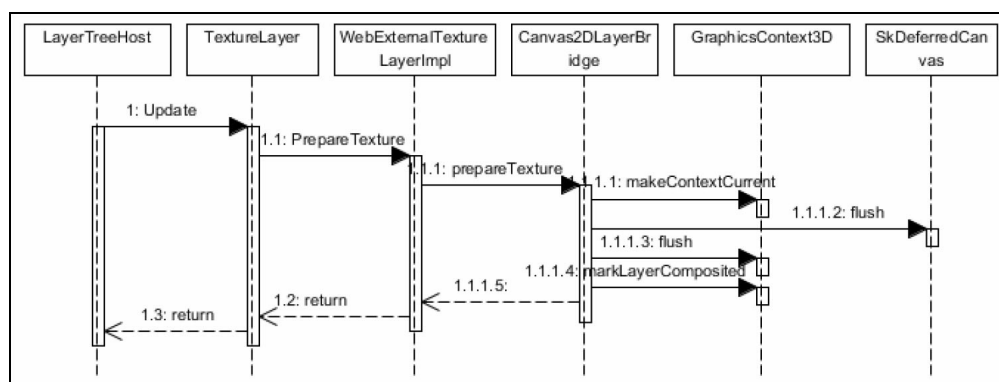 LayerTreeHost
TextureLayer
WebExternalTexture
LayerImpl
Canvas2DLayerBr
idge
GraphicsContext3D
SkDeferredCan
vas
1: Update
1.1: PrepareTexture
1.1.1: prepareTexture
1.1.1.1: makeContextCurrent
1.1.1.2: flush
1.1.1.3: flush
1.1.1.4: markLayerComposited
1.1.1.5:
1.2: return
1.3: return